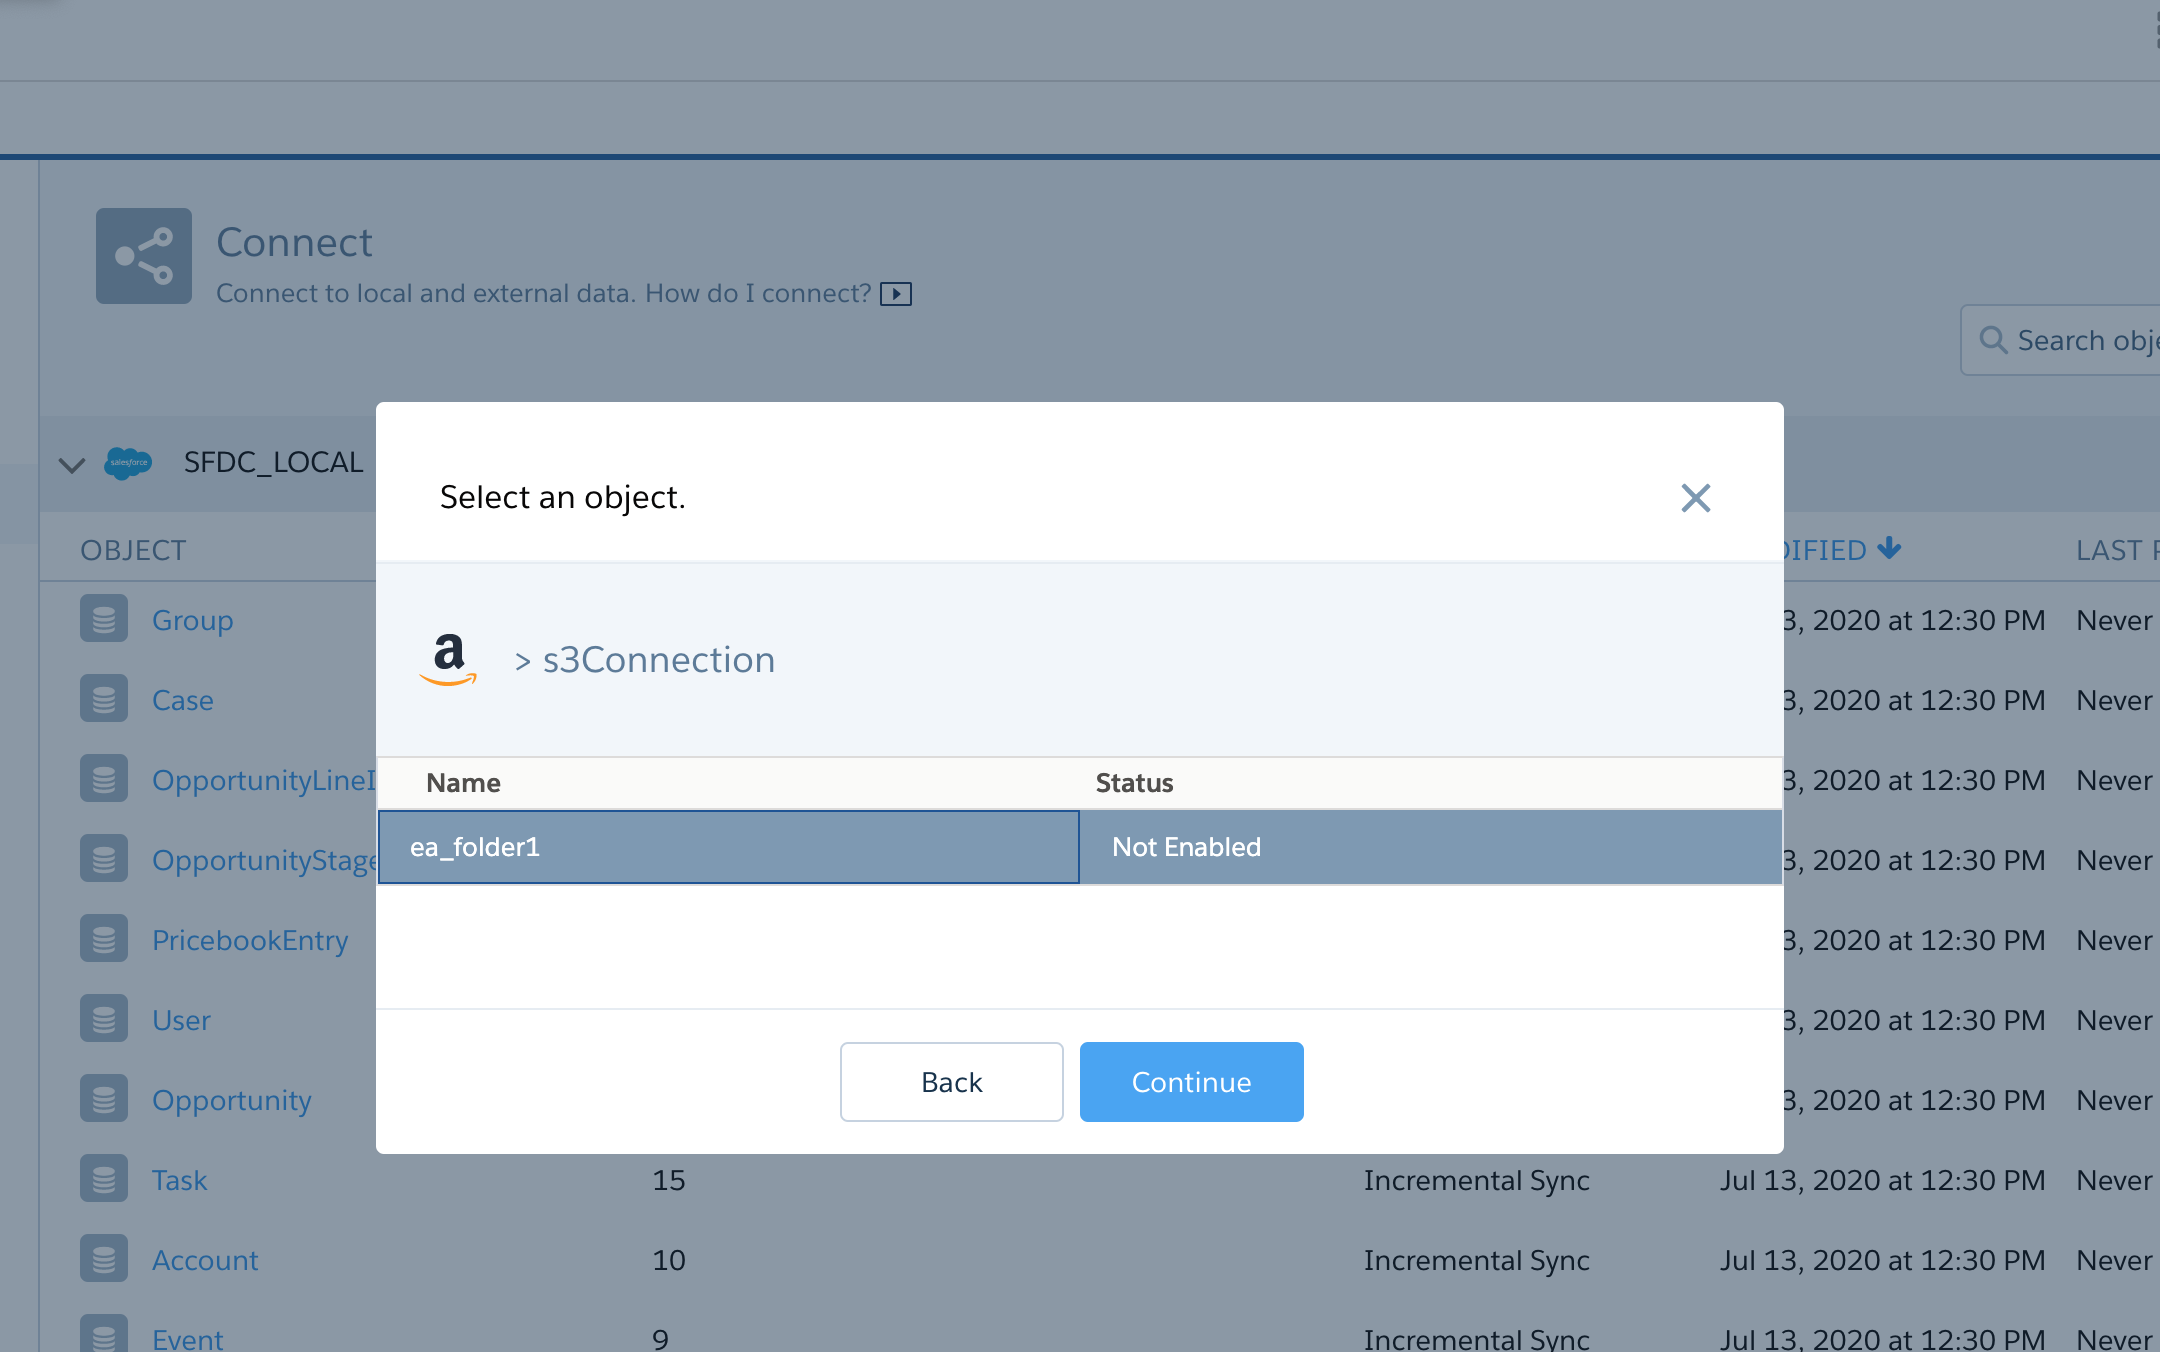 Connect
Connect to local and external data. How do I connect?
Search obj
salesforce
SFDC_LOCAL
Select an object.
OBJECT
DIFIED
LAST
a > s3Connection
Group
3, 2020 at 12:30 PM Never
Case
3, 2020 at 12:30 PM Never
Name Status
OpportunityLineI
3, 2020 at 12:30 PM Never
ea_folder1 Not Enabled
OpportunityStage
3, 2020 at 12:30 PM Never
PricebookEntry
3, 2020 at 12:30 PM Never
User
3, 2020 at 12:30 PM Never
Back Continue
Opportunity
3, 2020 at 12:30 PM Never
Task 15 Incremental Sync Jul 13, 2020 at 12:30 PM Never
Account 10 Incremental Sync Jul 13, 2020 at 12:30 PM Never
Event 9 Incremental Sync Jul 13, 2020 at 12:30 PM Never